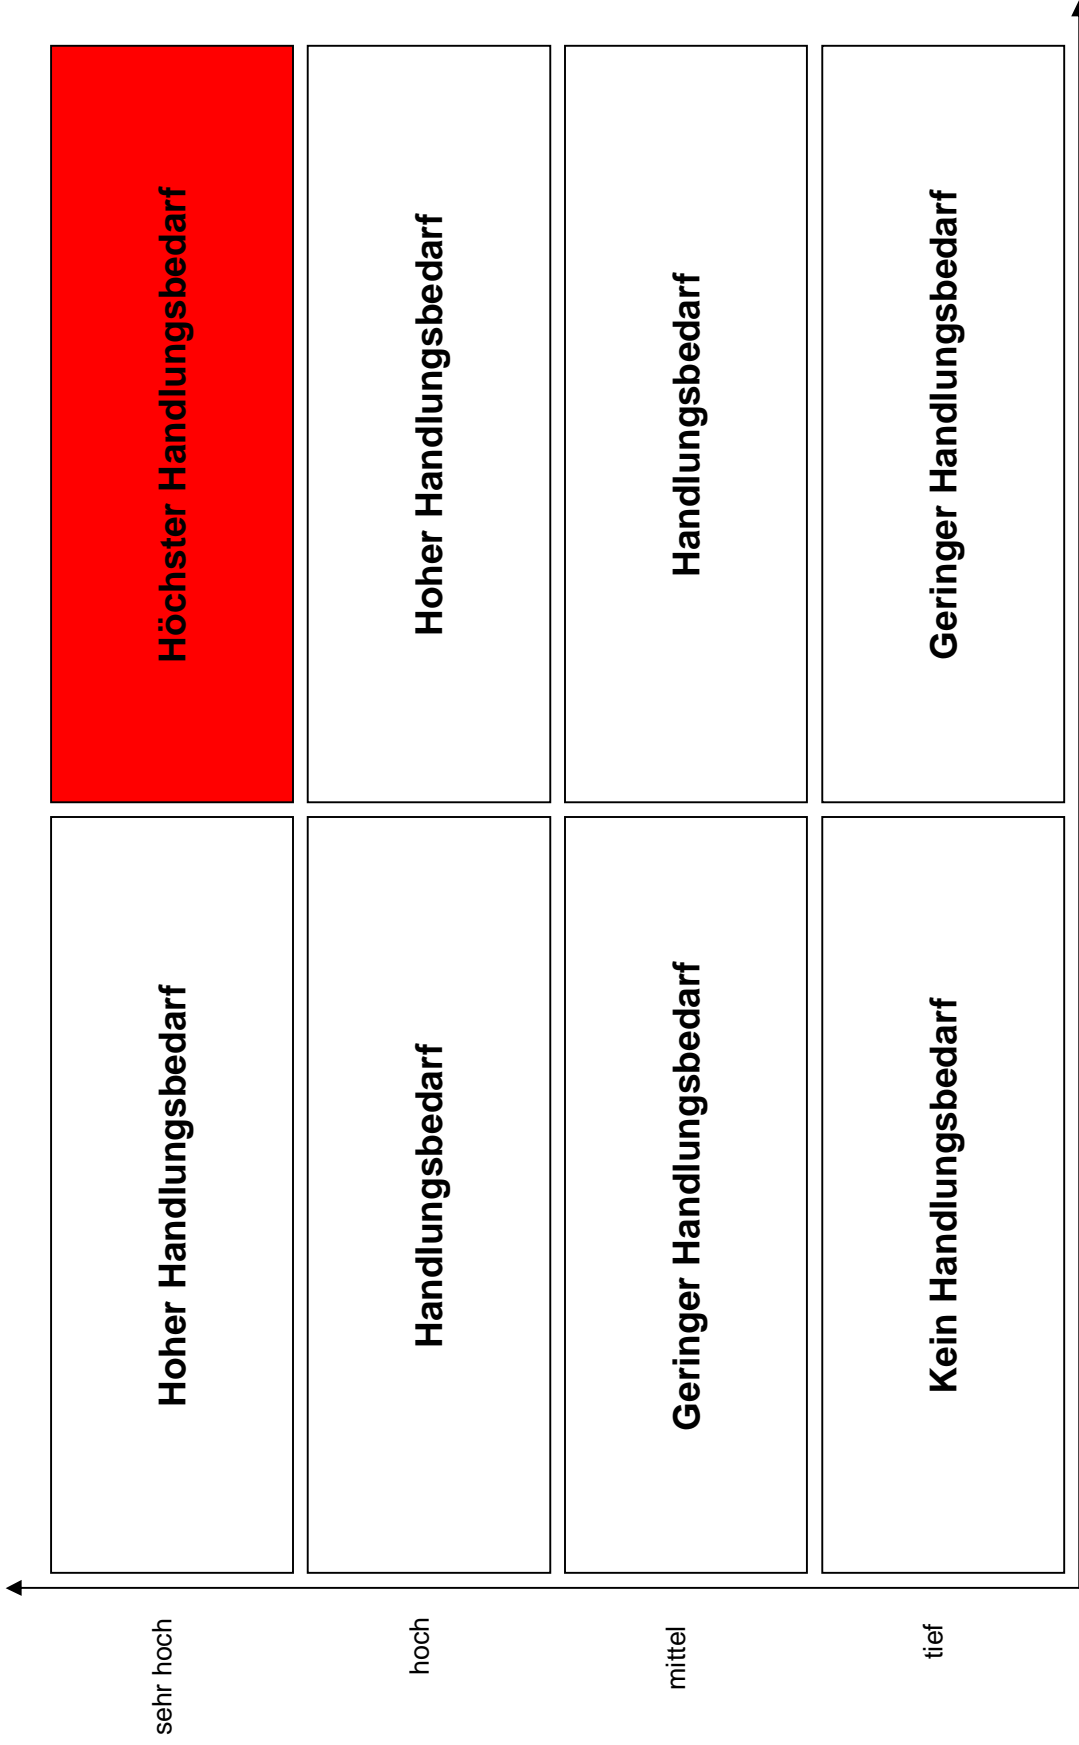 sehr hoch
Hoher Handlungsbedarf
Höchster Handlungsbedarf
hoch
Handlungsbedarf
Hoher Handlungsbedarf
mittel
Geringer Handlungsbedarf
Handlungsbedarf
tief
Kein Handlungsbedarf
Geringer Handlungsbedarf